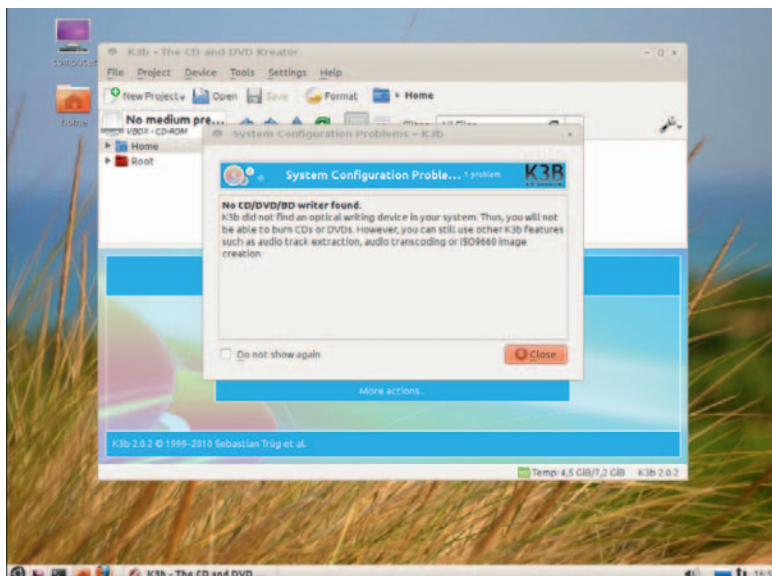 computer
home
K3b - The CD and DVD Kreator
File Project Device Tools Settings Help
New Project Open Save Format Home
No medium pre...
VBOX - CD-ROM
Home
Root
System Configuration Problems - K3b
System Configuration Proble... 1 problem K3B
No CD/DVD/BD writer found.
K3b did not find an optical writing device in your system. Thus, you will not
be able to burn CDs or DVDs. However, you can still use other K3b features
such as audio track extraction, audio transcoding or ISO9660 image
creation
Do not show again
Close
More actions...
K3b 2.0.2 © 1999-2010 Sebastian Trüg et al.
Temp: 4,5 GiB/7,2 GiB K3b 2.0.2
K3b - The CD and DVD ...